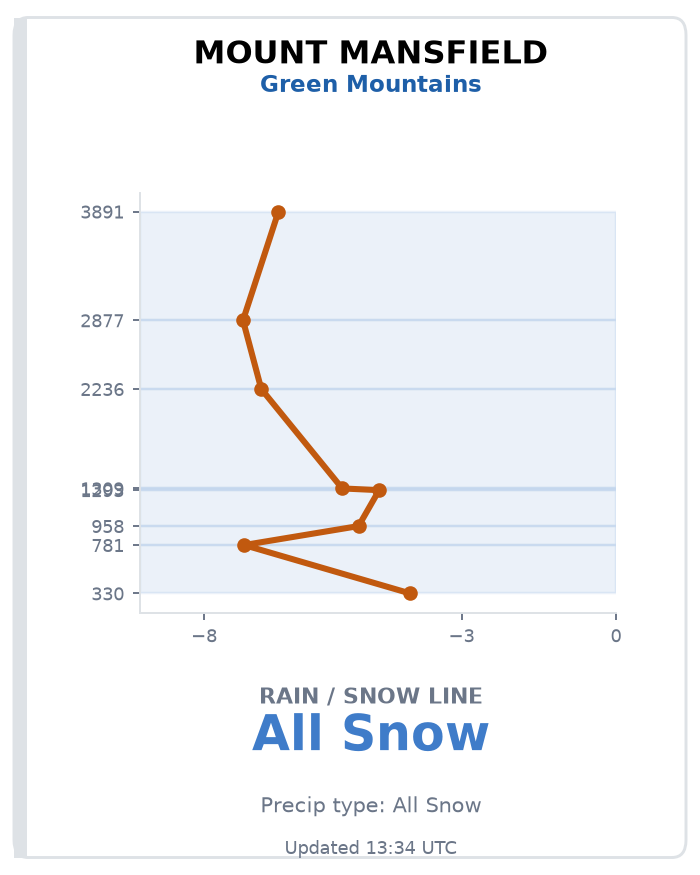 MOUNT MANSFIELD
Green Mountains
3891
2877
2236
958
781
330
−8
−3
0
RAIN / SNOW LINE
All Snow
Precip type: All Snow
Updated 13:34 UTC